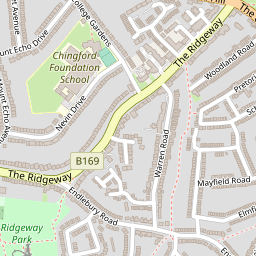 College Gardens
Mount Echo Drive
Chingford
Foundation
School
Nevin Drive
The Ridgeway
Woodland Road
B169
Warren Road
The Ridgeway
Mayfield Road
Endlebury Road
Ridgeway
Park